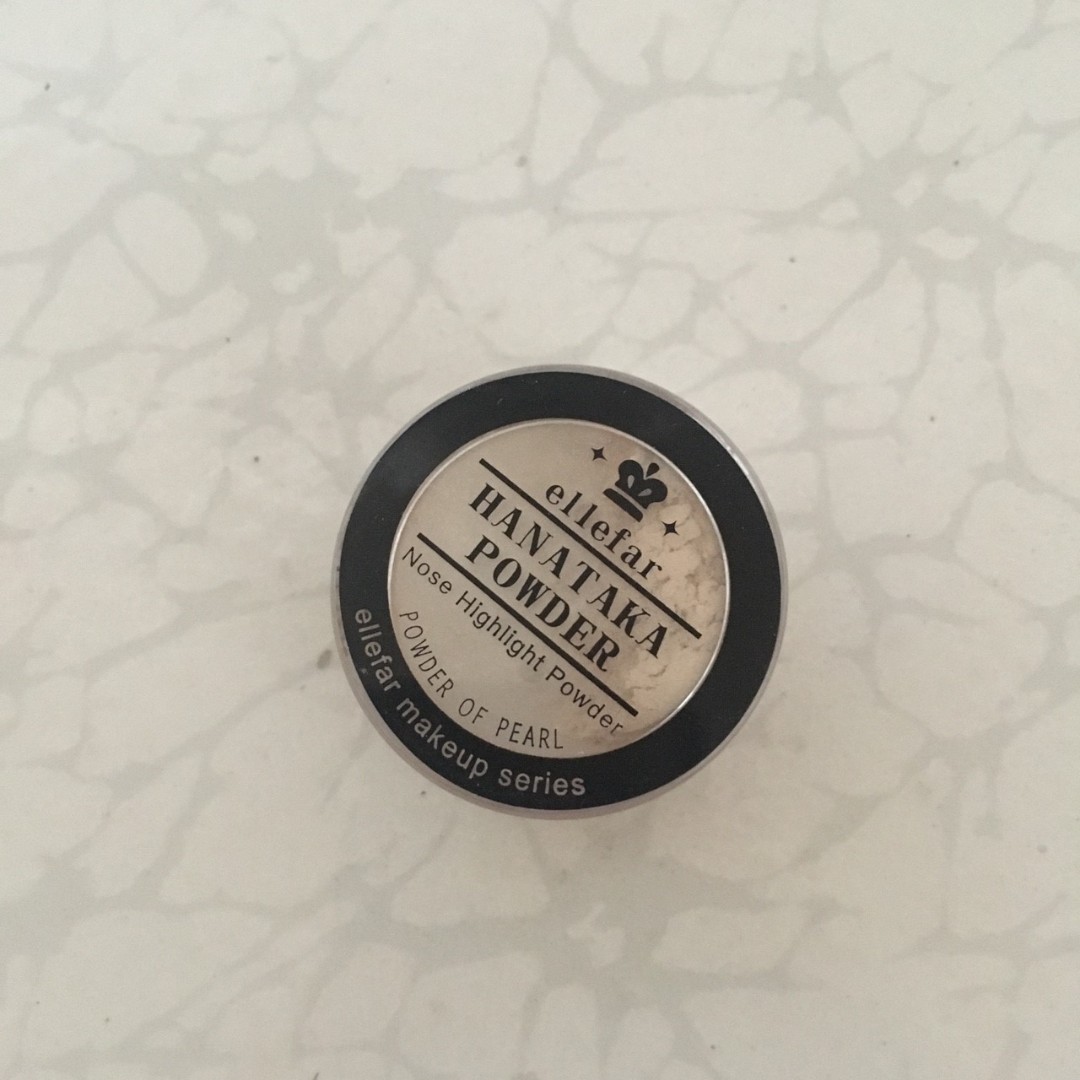 ellefar
HANATAKA
POWDER
Nose Highlight Powder
POWDER OF PEARL
ellefar makeup series